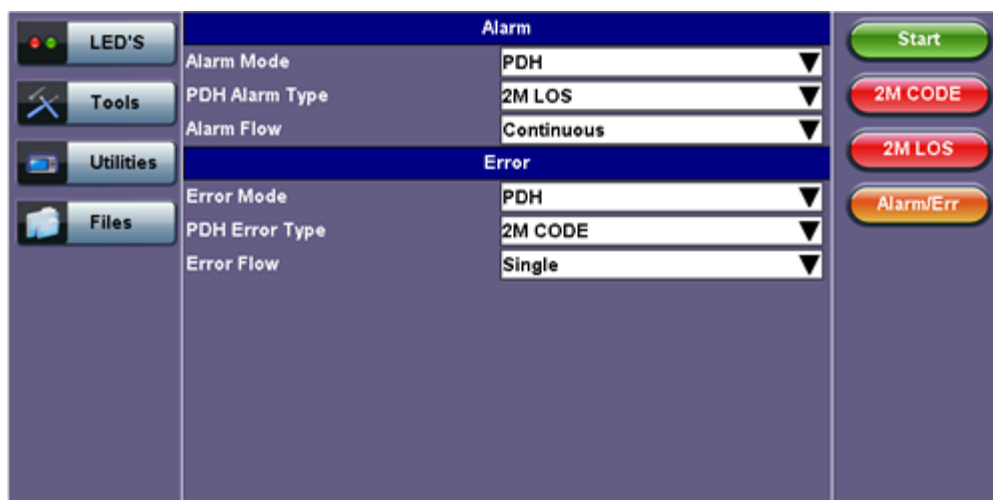 LED'S
Tools
Utilities
Files
Alarm
Alarm Mode PDH
PDH Alarm Type 2M LOS
Alarm Flow Continuous
Error
Error Mode PDH
PDH Error Type 2M CODE
Error Flow Single
Start
2M CODE
2M LOS
Alarm/Err